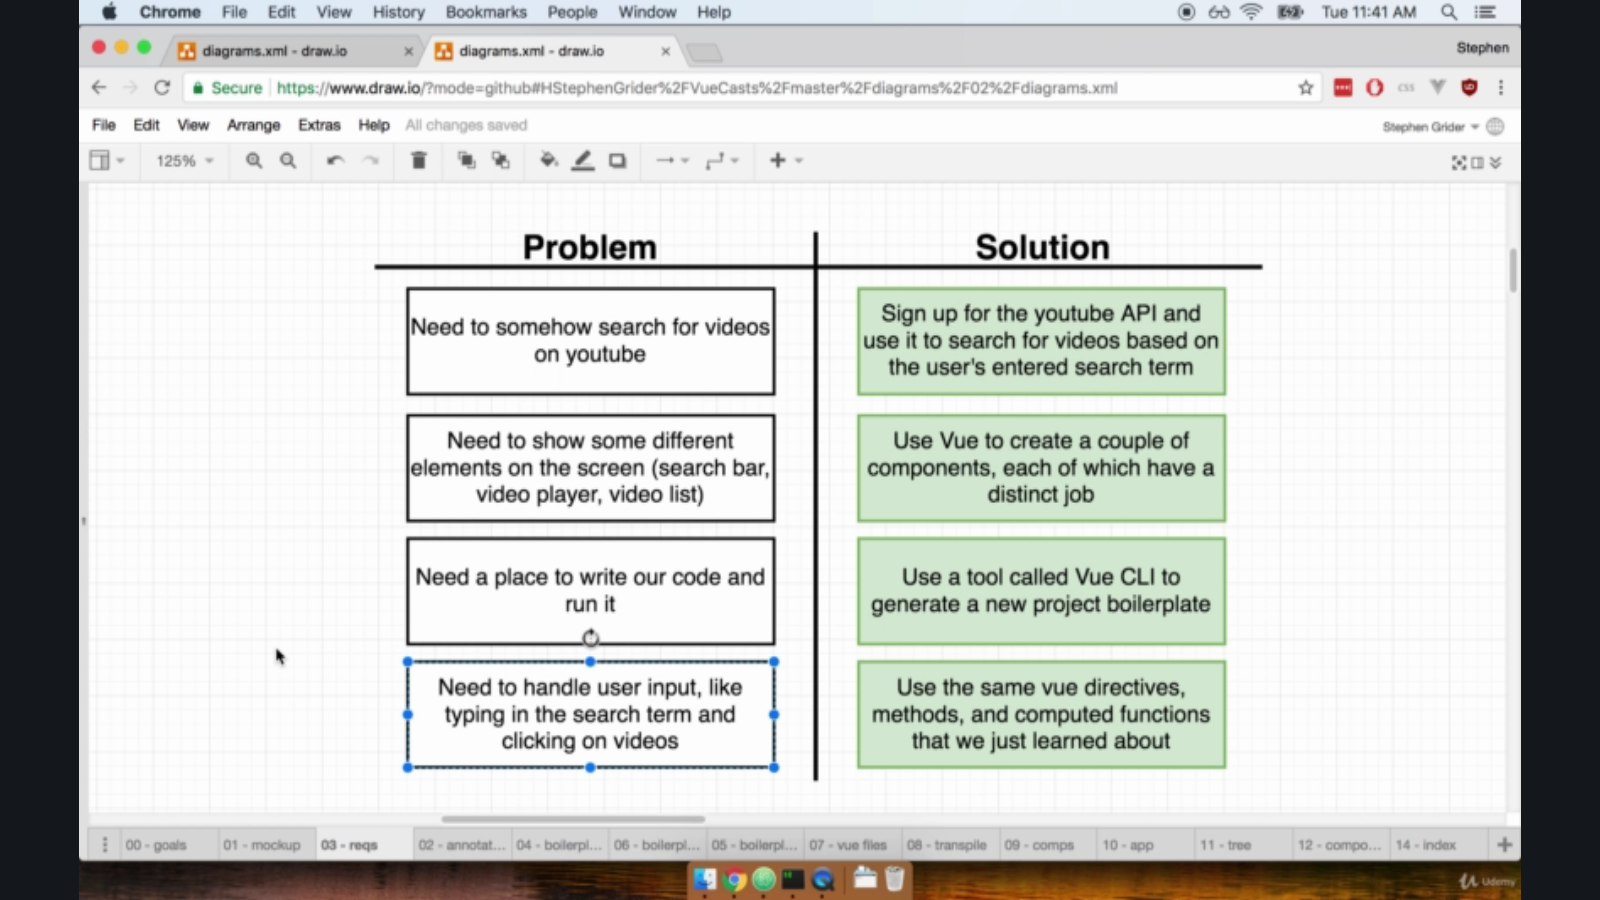 Chrome File Edit View History Bookmarks People Window Help Tue 11:41 AM
diagrams.xml - draw.io diagrams.xml - draw.io Stephen
Secure https://www.draw.io/?mode=github#HStephenGrider%2FVueCasts%2Fmaster%2Fdiagrams%2F02%2Fdiagrams.xml CSS
File Edit View Arrange Extras Help All changes saved Stephen Grider
125%
Problem Solution
Need to somehow search for videos
on youtube
Sign up for the youtube API and
use it to search for videos based on
the user's entered search term
Need to show some different
elements on the screen (search bar,
video player, video list)
Use Vue to create a couple of
components, each of which have a
distinct job
Need a place to write our code and
run it
Use a tool called Vue CLI to
generate a new project boilerplate
Need to handle user input, like
typing in the search term and
clicking on videos
Use the same vue directives,
methods, and computed functions
that we just learned about
00 - goals 01 - mockup 03 - reqs 02 - annotat... 04 - boilerpl... 06 - boilerpl... 05 - boilerpl... 07 - vue files 08 - transpile 09 - comps 10 - app 11 - tree 12 - compo... 14 - index
Udemy